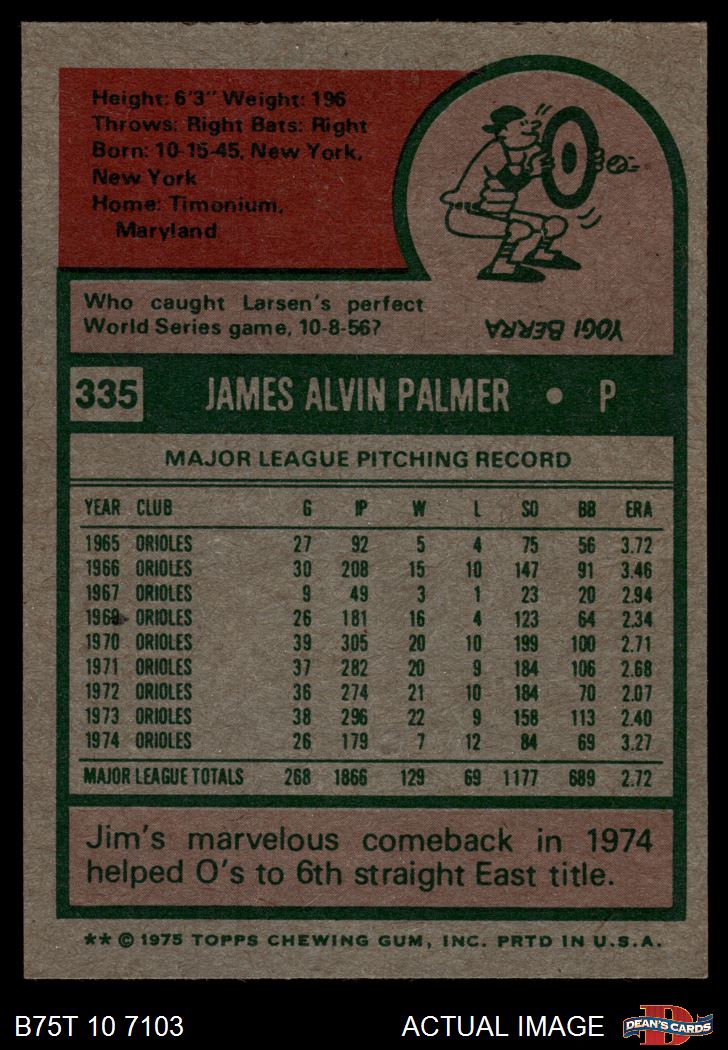 Height: 6'3" Weight: 196
Throws: Right Bats: Right
Born: 10-15-45, New York,
New York
Home: Timonium,
Maryland
Who caught Larsen's perfect
World Series game, 10-8-56?
YOGI BERRA
335 JAMES ALVIN PALMER • P
MAJOR LEAGUE PITCHING RECORD
YEAR CLUB G IP W L SO BB ERA
1965 ORIOLES 27 92 5 4 75 56 3.72
1966 ORIOLES 30 208 15 10 147 91 3.46
1967 ORIOLES 9 49 3 1 23 20 2.94
1969 ORIOLES 26 181 16 4 123 64 2.34
1970 ORIOLES 39 305 20 10 199 100 2.71
1971 ORIOLES 37 282 20 9 184 106 2.68
1972 ORIOLES 36 274 21 10 184 70 2.07
1973 ORIOLES 38 296 22 9 158 113 2.40
1974 ORIOLES 26 179 7 12 84 69 3.27
MAJOR LEAGUE TOTALS 268 1866 129 69 1177 689 2.72
Jim's marvelous comeback in 1974
helped O's to 6th straight East title.
** © 1975 TOPPS CHEWING GUM, INC. PRTD IN U.S.A.
B75T 10 7103 ACTUAL IMAGE D DEAN'S CARDS